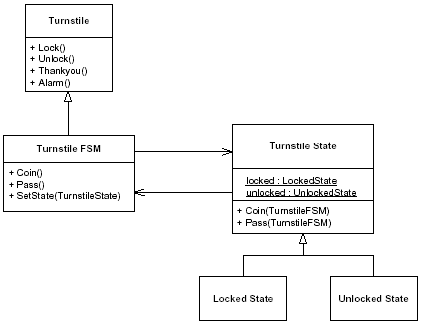 Turnstile
+ Lock()
+ Unlock()
+ Thankyou()
+ Alarm()
Turnstile FSM
+ Coin()
+ Pass()
+ SetState(TurnstileState)
Turnstile State
locked : LockedState
unlocked : UnlockedState
+ Coin(TurnstileFSM)
+ Pass(TurnstileFSM)
Locked State
Unlocked State